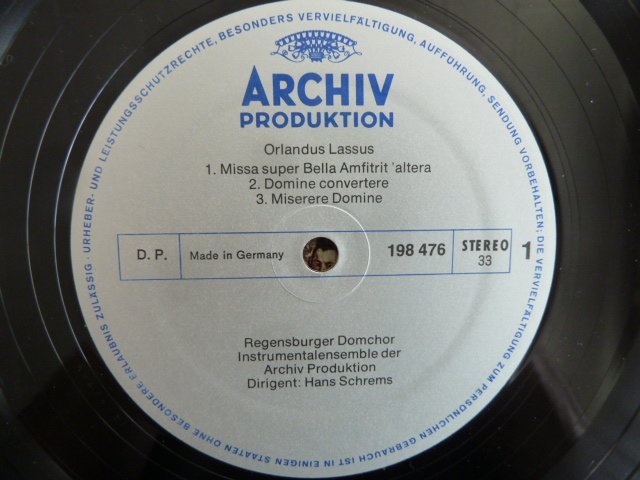 URHEBER- UND LEISTUNGSSCHUTZRECHTE, BESONDERS VERVIELFÄLTIGUNG, AUFFÜHRUNG, SENDUNG VORBEHALTEN; DIE VERVIELFÄLTIGUNG ZUM PERSÖNLICHEN GEBRAUCH IST IN EINIGEN STAATEN OHNE BESONDERE ERLAUBNIS ZULÄSSIG ·
ARCHIV
PRODUKTION
Orlandus Lassus
1. Missa super Bella Amfitrit 'altera
2. Domine convertere
3. Miserere Domine
D. P. Made in Germany 198 476 STEREO 33 1
Regensburger Domchor
Instrumentalensemble der
Archiv Produktion
Dirigent: Hans Schrems